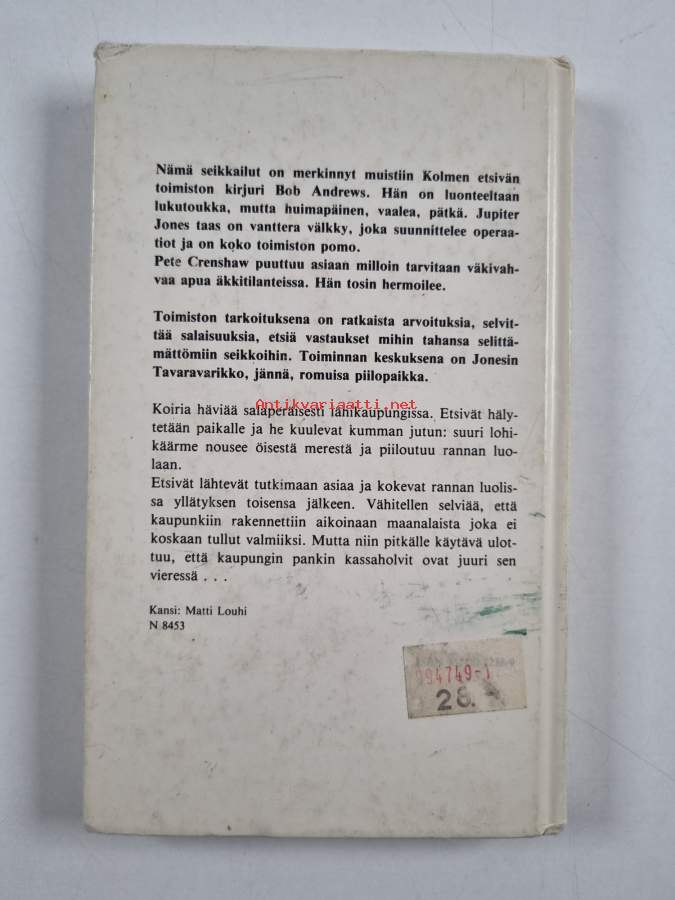 Nämä seikkailut on merkinnyt muistiin Kolmen etsivän
toimiston kirjuri Bob Andrews. Hän on luonteeltaan
lukutoukka, mutta huimapäinen, vaalea, pätkä. Jupiter
Jones taas on vanttera välkky, joka suunnittelee operaa-
tiot ja on koko toimiston pomo.
Pete Crenshaw puuttuu asiaan milloin tarvitaan väkivah-
vaa apua äkkitilanteissa. Hän tosin hermoilee.
Toimiston tarkoituksena on ratkaista arvoituksia, selvit-
tää salaisuuksia, etsiä vastaukset mihin tahansa selittä-
mättömiin seikkoihin. Toiminnan keskuksena on Jonesin
Tavaravarikko, jännä, romuisa piilopaikka.
Antikvariaatti.net
Koiria häviää salaperäisesti lähikaupungissa. Etsivät häly-
tetään paikalle ja he kuulevat kumman jutun: suuri lohi-
käärme nousee öisestä merestä ja piiloutuu rannan luo-
laan.
Etsivät lähtevät tutkimaan asiaa ja kokevat rannan luolis-
sa yllätyksen toisensa jälkeen. Vähitellen selviää, että
kaupunkiin rakennettiin aikoinaan maanalaista joka ei
koskaan tullut valmiiksi. Mutta niin pitkälle käytävä ulot-
tuu, että kaupungin pankin kassaholvit ovat juuri sen
vieressä . . .
Kansi: Matti Louhi
N 8453
094749-1
28.